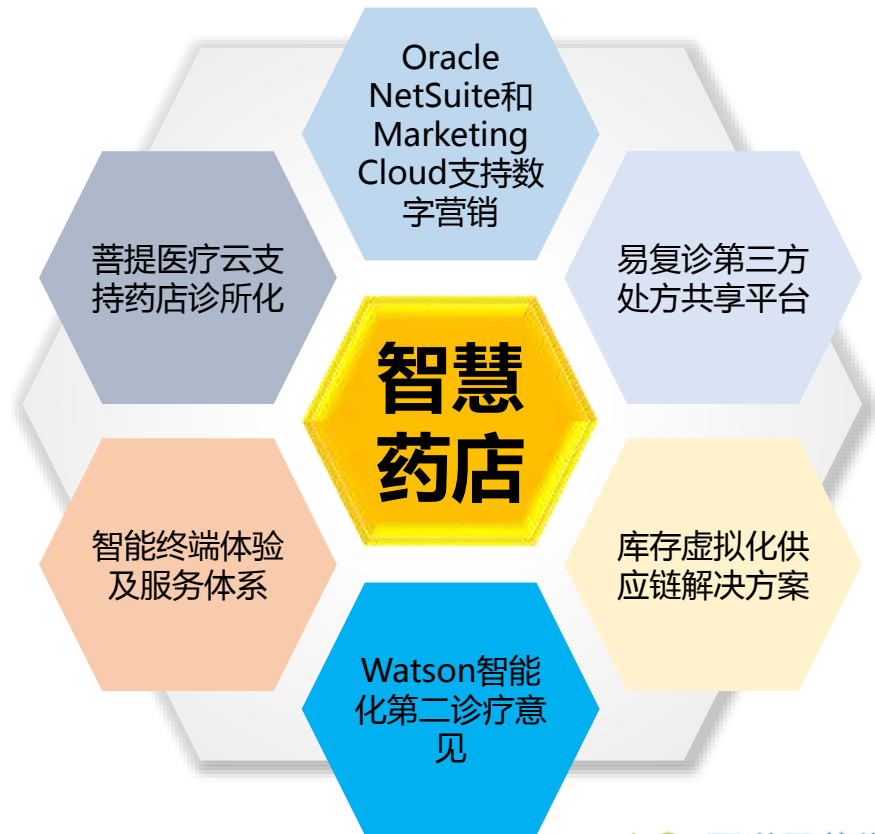 Oracle
NetSuite和
Marketing
Cloud支持数
字营销
菩提医疗云支
持药店诊所化
易复诊第三方
处方共享平台
智慧
药店
智能终端体验
及服务体系
库存虚拟化供
应链解决方案
Watson智能
化第二诊疗意
见